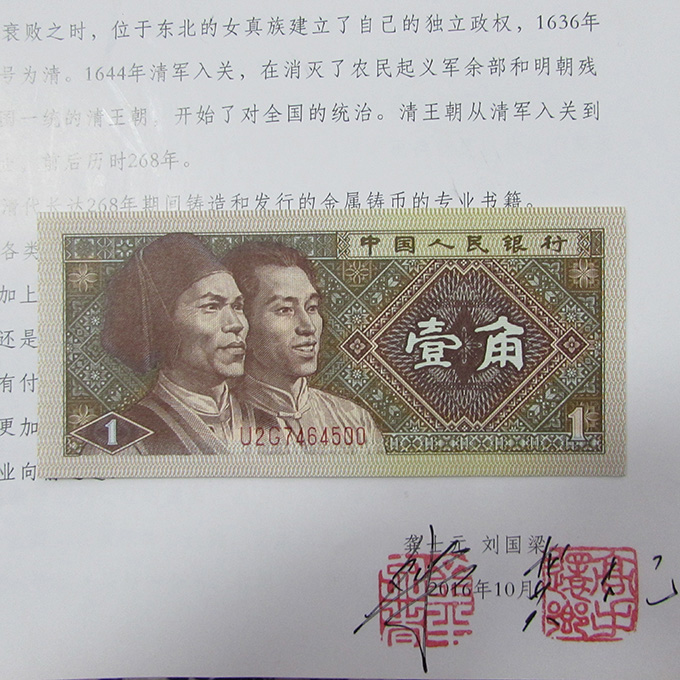 衰败之时，位于东北的女真族建立了自己的独立政权，1636年
号为清。1644年清军入关，在消灭了农民起义军余部和明朝残
一统的清王朝，开始了对全国的统治。清王朝从清军入关到
，前后历时268年。
清代长达268年期间铸造和发行的金属铸币的专业书籍。
各类
中国人民银行
加上
还是
壹角
有付
更加
1
U2G7464500
1
业向
龚士元 刘国梁
2016年10月